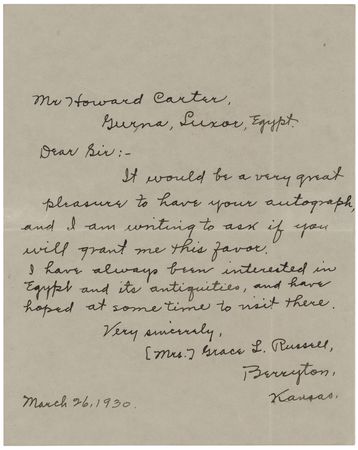 Mr Howard Carter,
Gurna, Luxor, Egypt.
Dear Sir:-
It would be a very great
pleasure to have your autograph
and I am writing to ask if you
will grant me this favor.
I have always been interested in
Egypt and its antiquities, and have
hoped at some time to visit there.
Very sincerely,
(Mrs.) Grace L. Russell,
Berryton,
Kansas.
March 26, 1930.